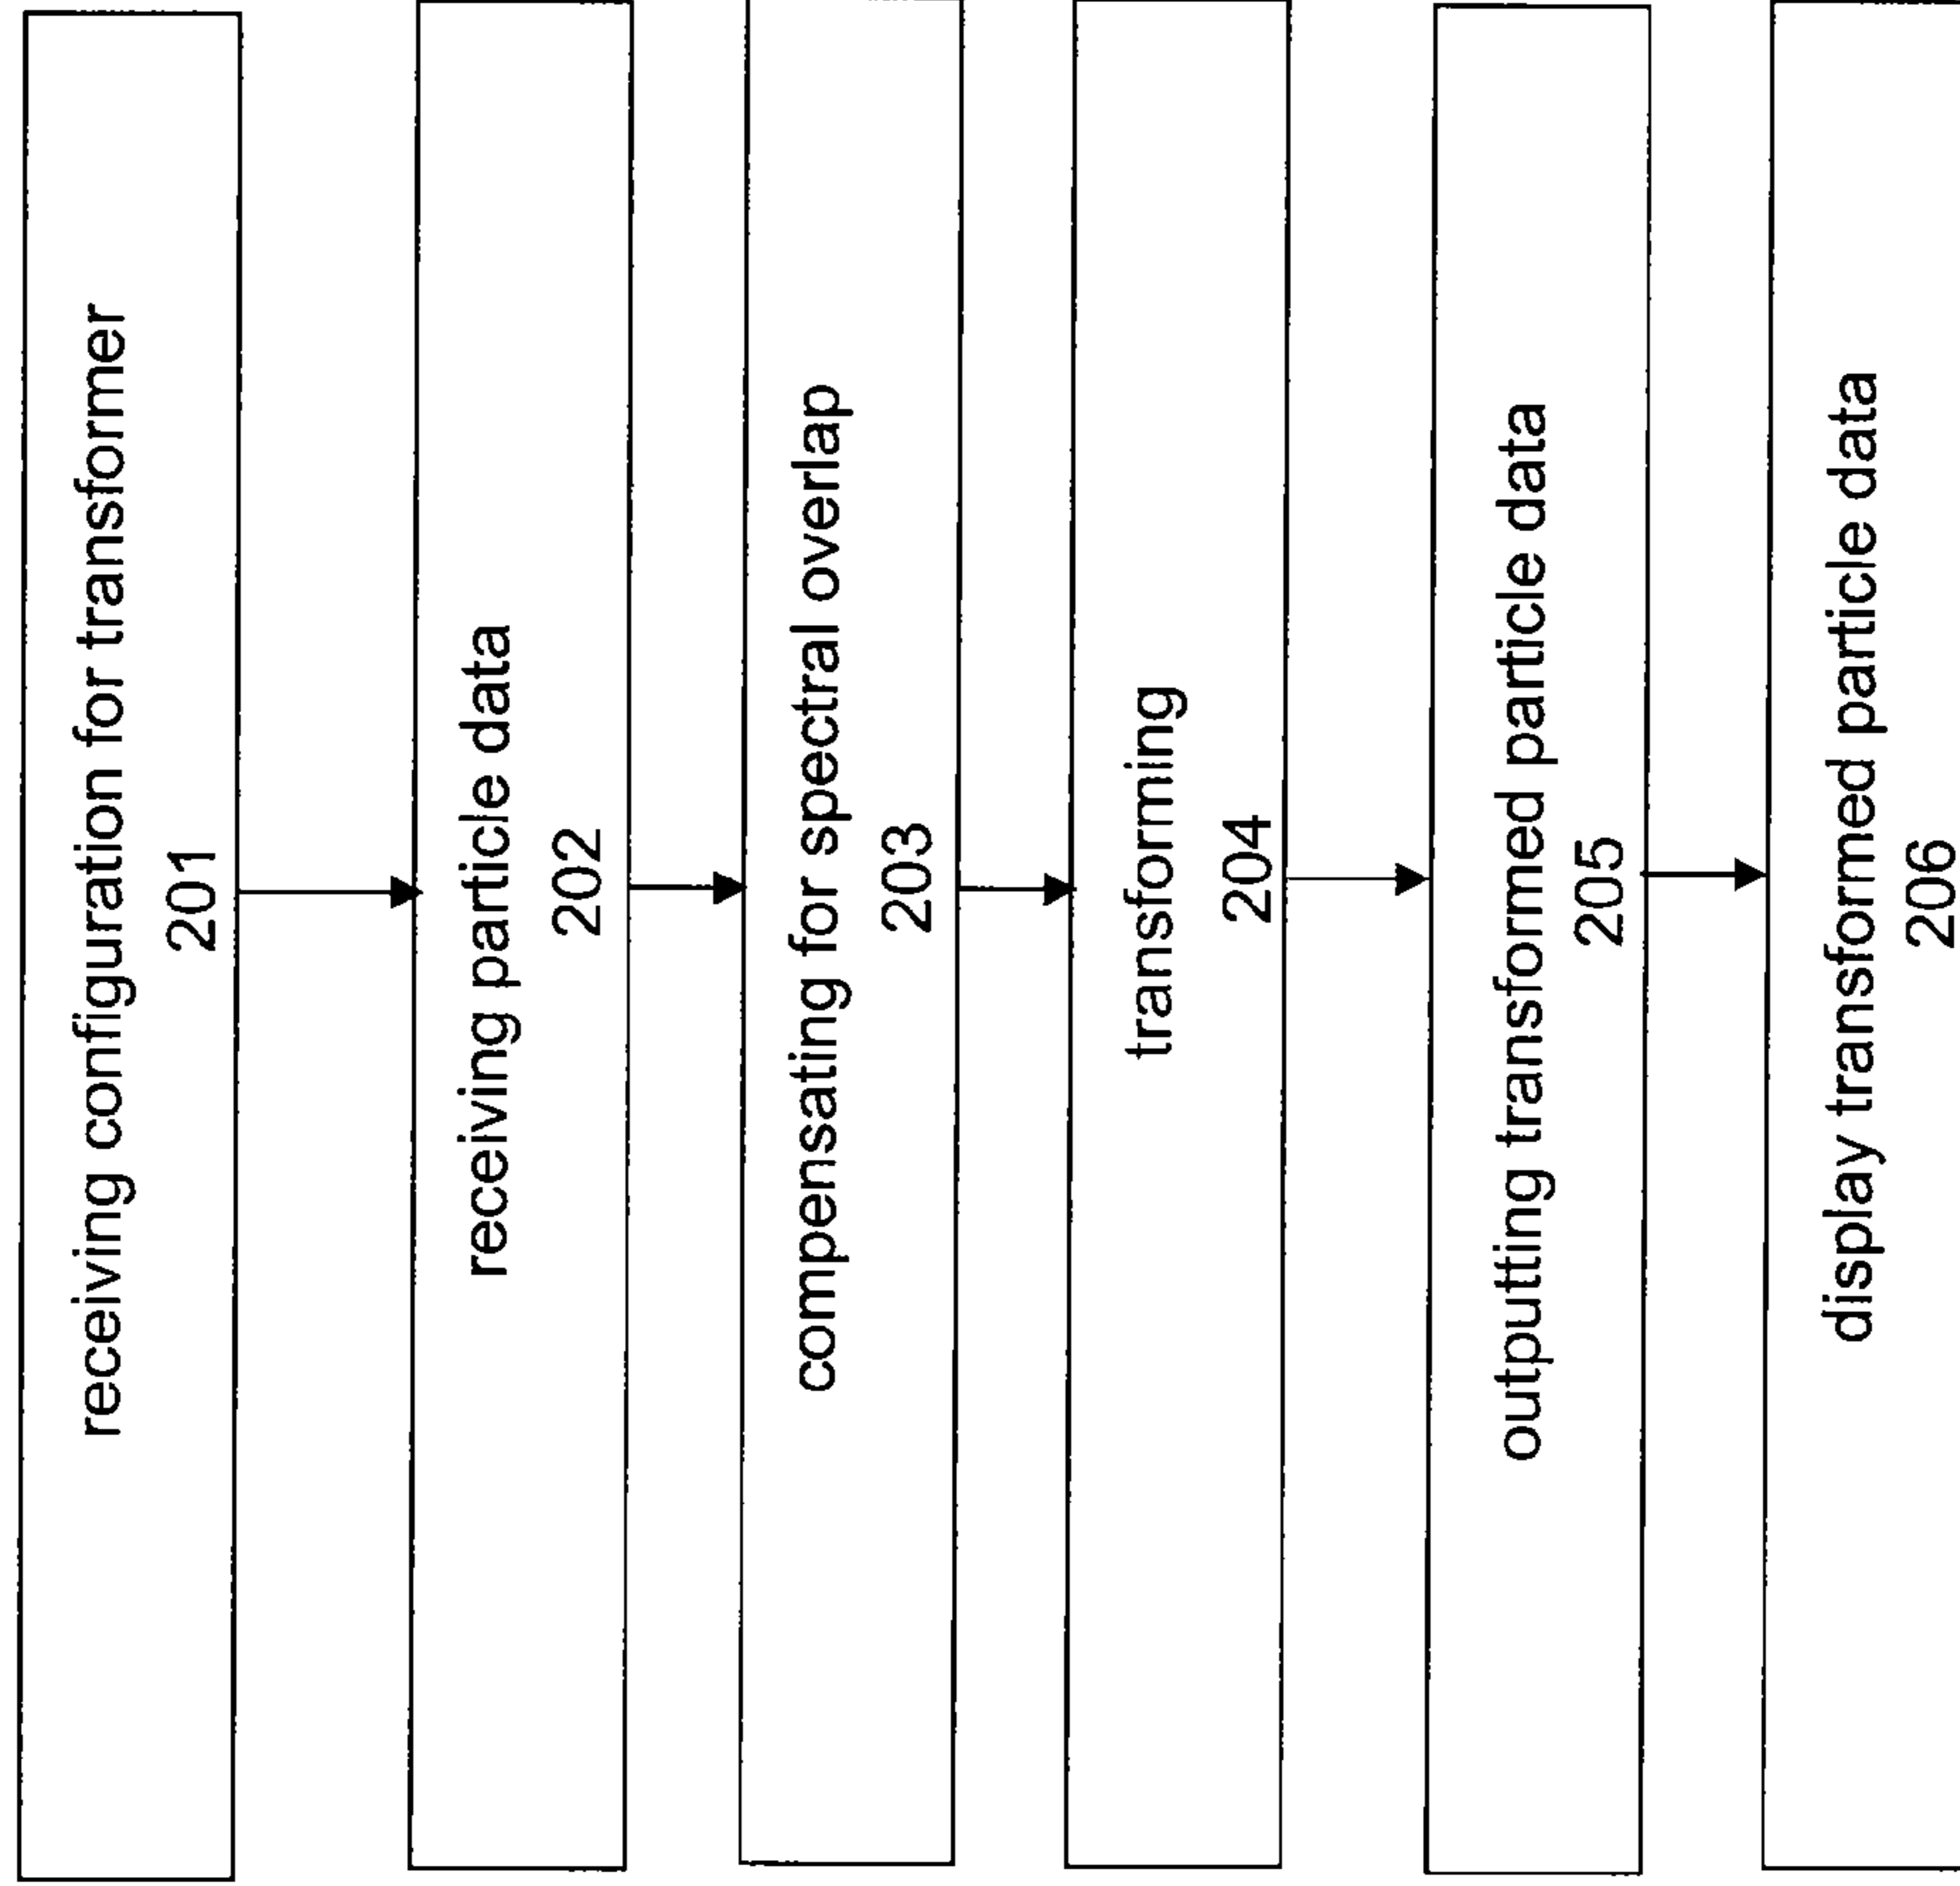 receiving configuration for transformer
201
receiving particle data
202
compensating for spectral overlap
203
transforming
204
outputting transformed particle data
205
display transformed particle data
206